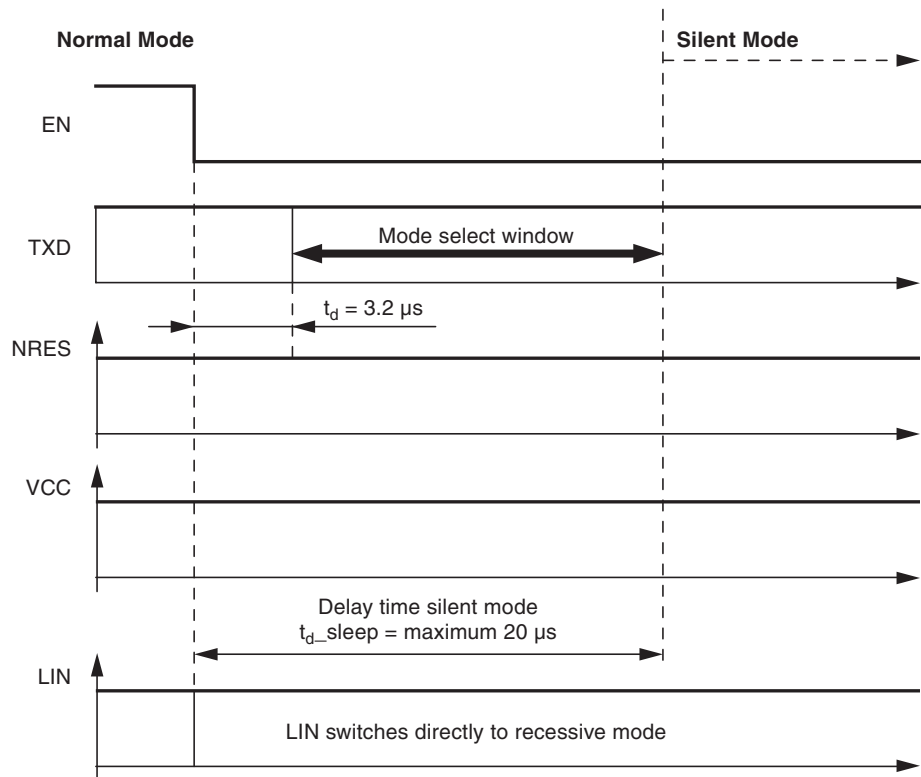 Normal Mode
Silent Mode
EN
TXD
Mode select window
t_d = 3.2 μs
NRES
VCC
Delay time silent mode
t_d_sleep = maximum 20 μs
LIN
LIN switches directly to recessive mode